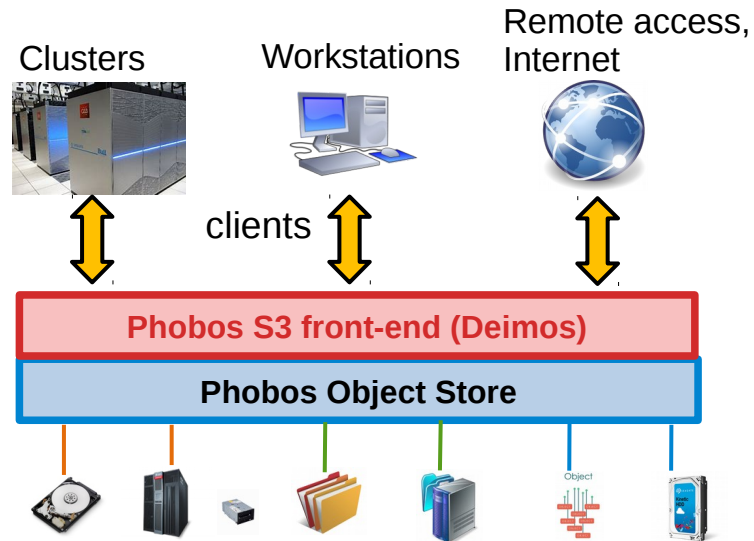 Clusters
Workstations
Remote access,
Internet
clients
Phobos S3 front-end (Deimos)
Phobos Object Store
Object